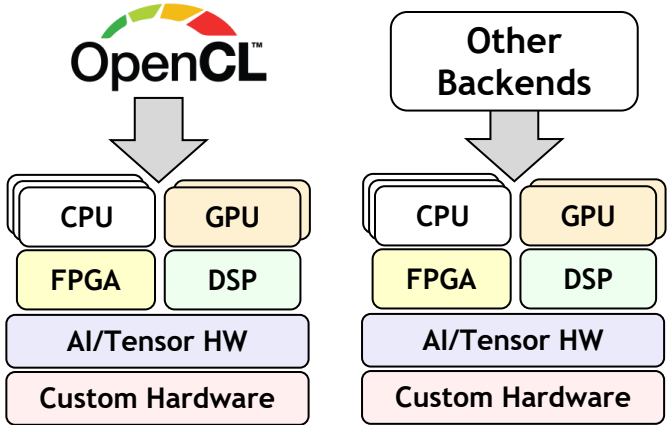 OpenCL™
Other
Backends
CPU
GPU
FPGA
DSP
AI/Tensor HW
Custom Hardware
CPU
GPU
FPGA
DSP
AI/Tensor HW
Custom Hardware